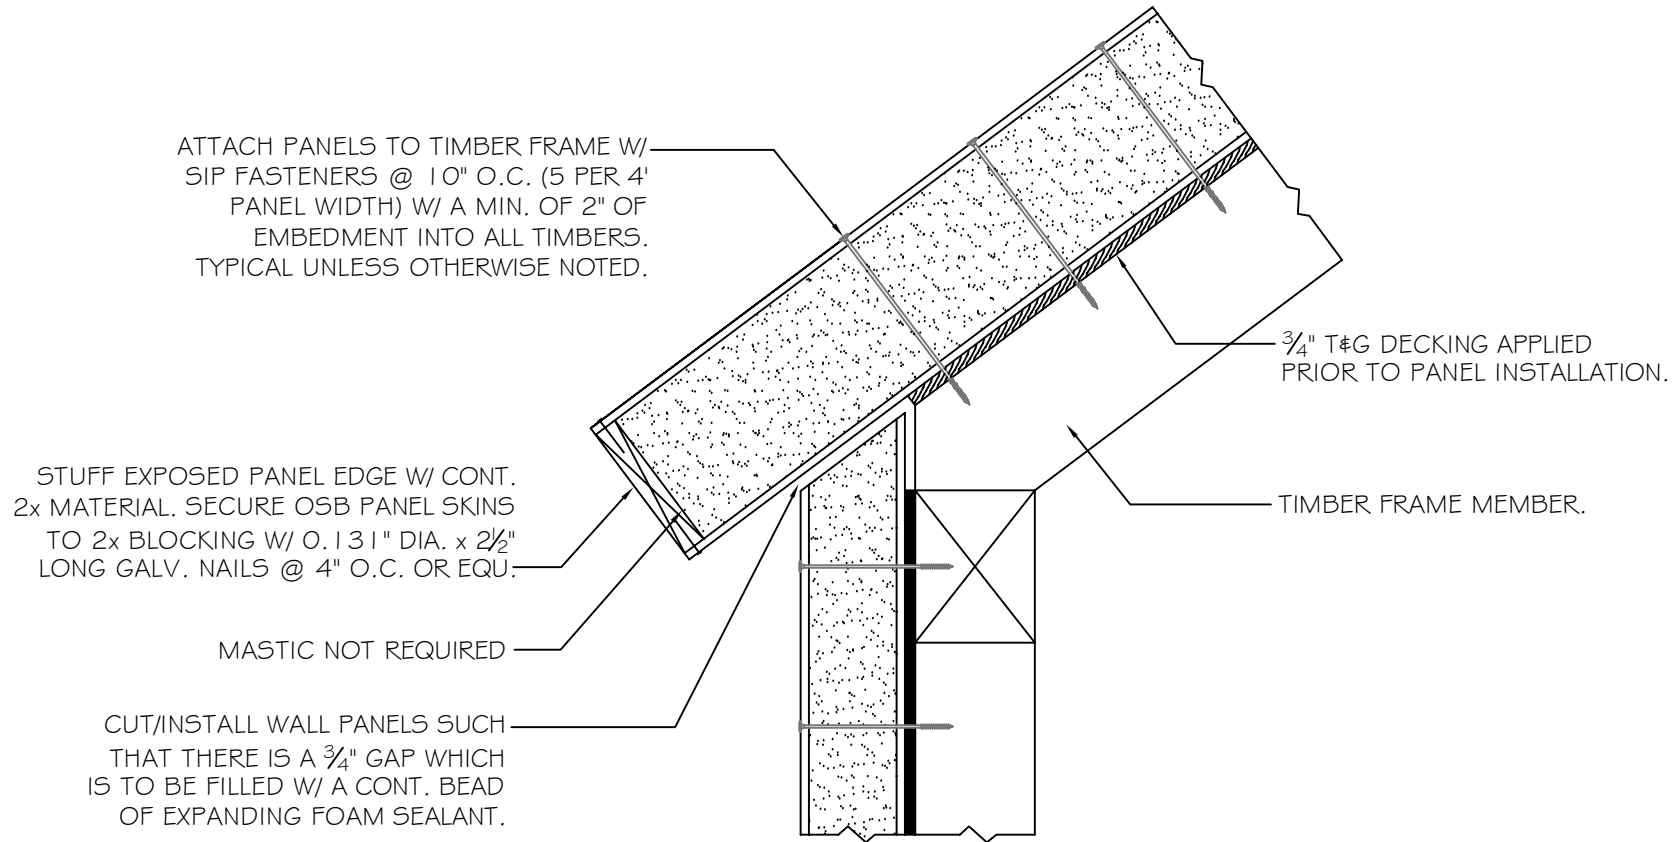 ATTACH PANELS TO TIMBER FRAME W/
SIP FASTENERS @ 10" O.C. (5 PER 4'
PANEL WIDTH) W/ A MIN. OF 2" OF
EMBEDMENT INTO ALL TIMBERS.
TYPICAL UNLESS OTHERWISE NOTED.
3/4" T&G DECKING APPLIED
PRIOR TO PANEL INSTALLATION.
STUFF EXPOSED PANEL EDGE W/ CONT.
2x MATERIAL. SECURE OSB PANEL SKINS
TO 2x BLOCKING W/ 0.131" DIA. x 2 1/2"
LONG GALV. NAILS @ 4" O.C. OR EQU.
TIMBER FRAME MEMBER.
MASTIC NOT REQUIRED
CUT/INSTALL WALL PANELS SUCH
THAT THERE IS A 3/4" GAP WHICH
IS TO BE FILLED W/ A CONT. BEAD
OF EXPANDING FOAM SEALANT.